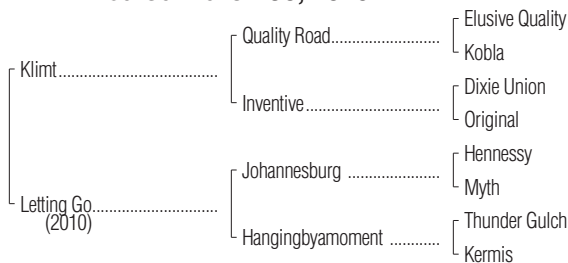 Elusive Quality
Quality Road
Kobla
Klimt
Dixie Union
Inventive
Original
Hennessy
Johannesburg
Myth
Letting Go
(2010)
Thunder Gulch
Hangingbyamoment
Kermis